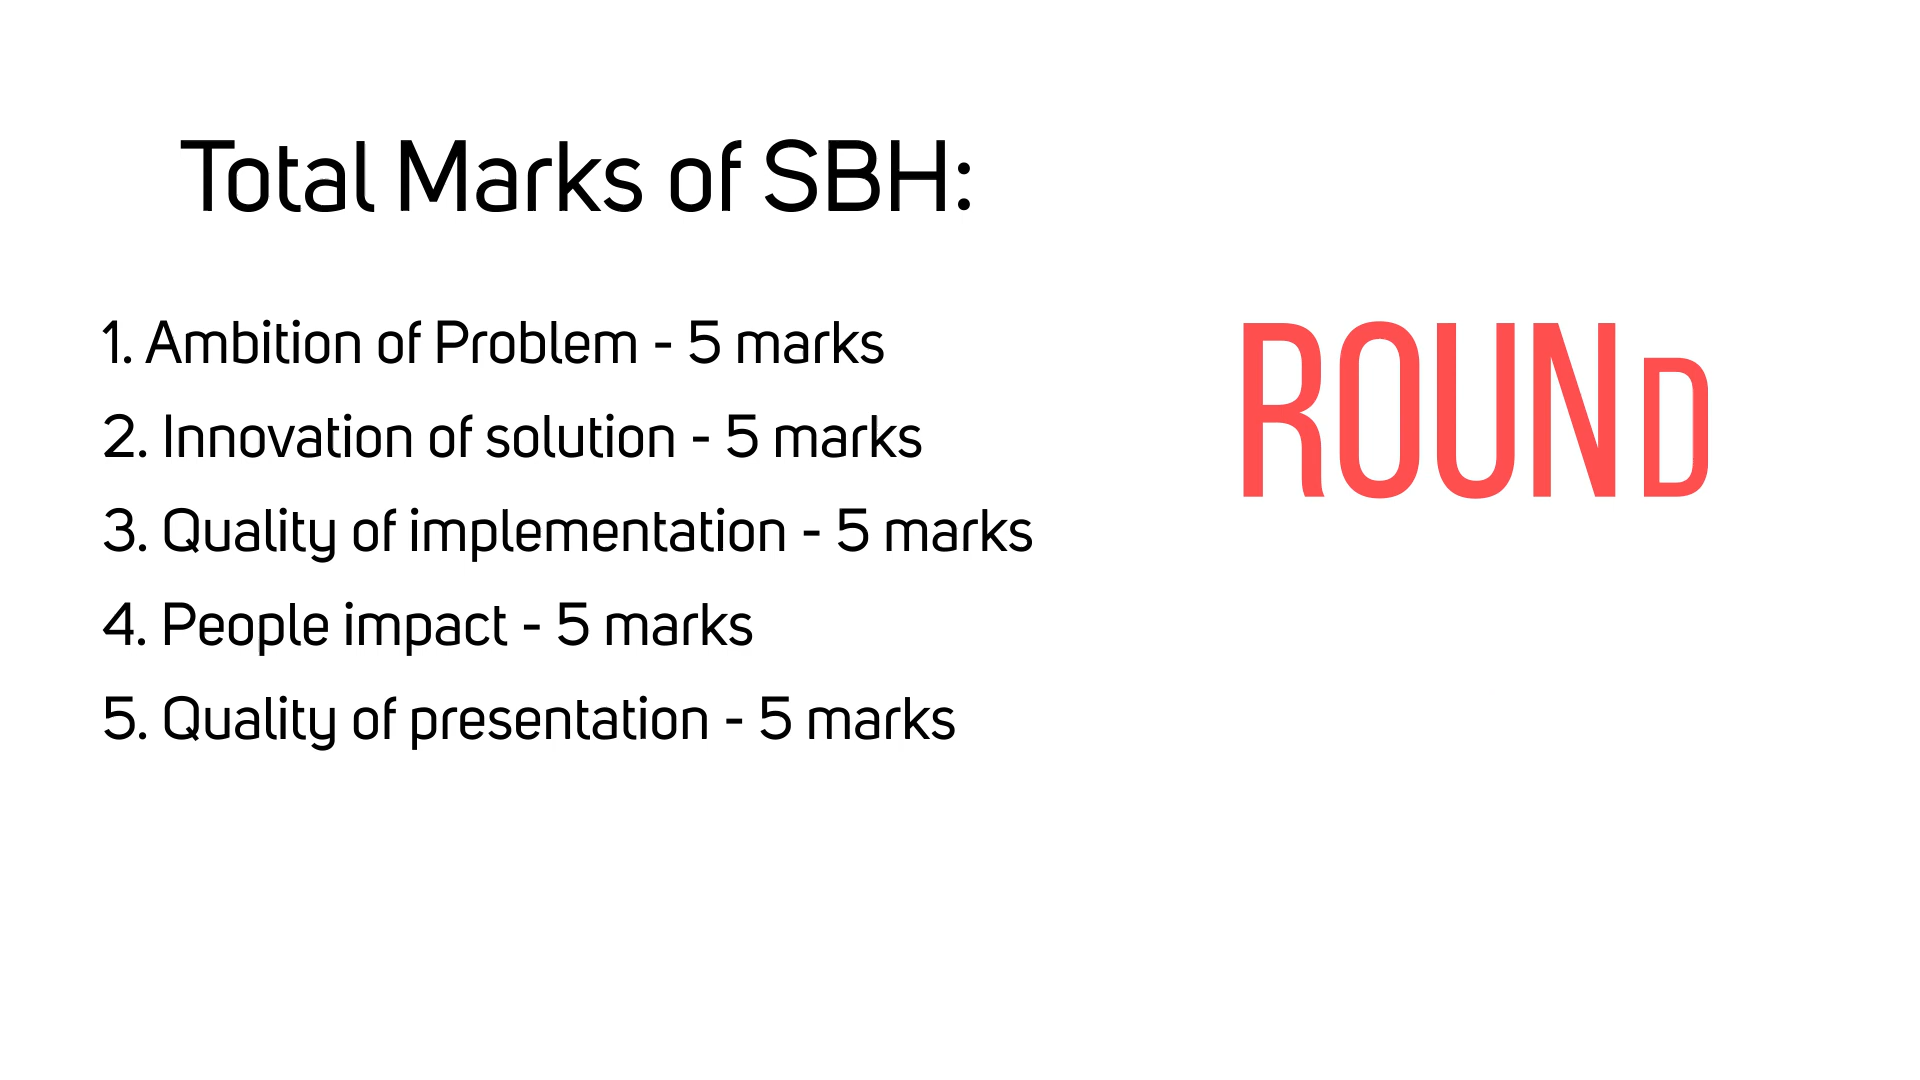 Total Marks of SBH:
1. Ambition of Problem - 5 marks
2. Innovation of solution - 5 marks
3. Quality of implementation - 5 marks
4. People impact - 5 marks
5. Quality of presentation - 5 marks
ROUND